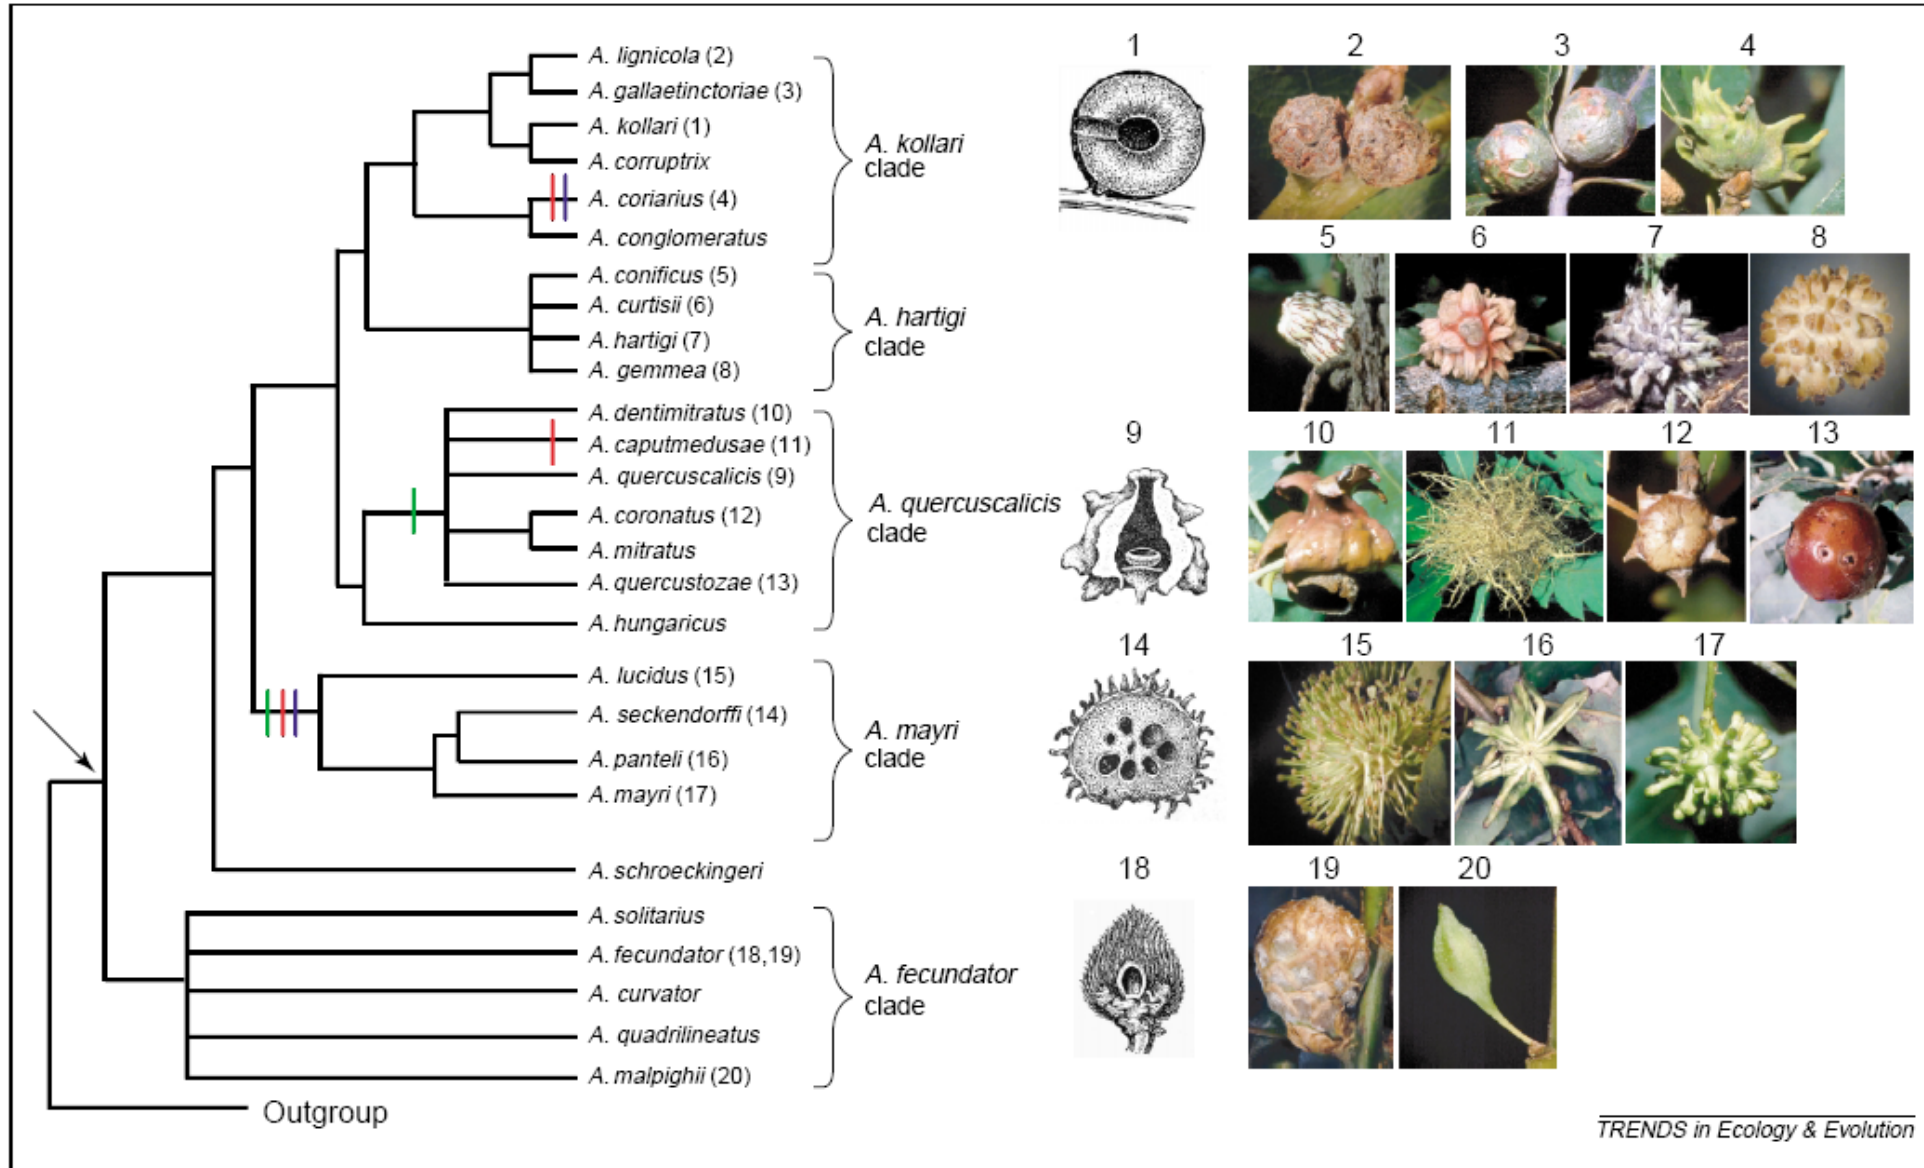 A. lignicola (2)
A. gallaetinctoriae (3)
A. kollari (1)
A. corruptrix
A. coriarius (4)
A. conglomeratus
A. kollari
clade
A. conificus (5)
A. curtisii (6)
A. hartigi (7)
A. gemmea (8)
A. hartigi
clade
A. dentimitratus (10)
A. caputmedusae (11)
A. quercuscalicis (9)
A. coronatus (12)
A. mitratus
A. quercustozae (13)
A. hungaricus
A. quercuscalicis
clade
A. lucidus (15)
A. seckendorffi (14)
A. panteli (16)
A. mayri (17)
A. mayri
clade
A. schroeckingeri
A. solitarius
A. fecundator (18,19)
A. curvator
A. quadrilineatus
A. malpighii (20)
A. fecundator
clade
Outgroup
1 2 3 4
5 6 7 8
9 10 11 12 13
14 15 16 17
18 19 20
TRENDS in Ecology & Evolution